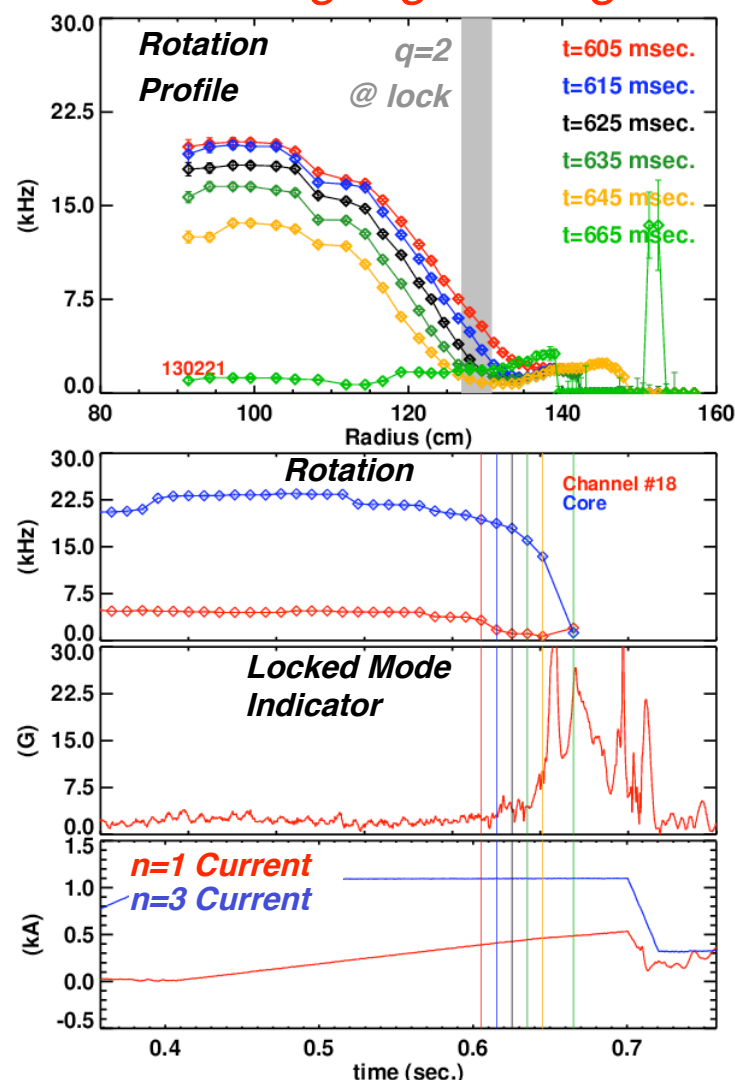 Rotation
Profile
q=2
@ lock
t=605 msec.
t=615 msec.
t=625 msec.
t=635 msec.
t=645 msec.
t=665 msec.
30.0
22.5
15.0
7.5
0.0
(kHz)
130221
80 100 120 140 160
Radius (cm)
Rotation
Channel #18
Core
30.0
22.5
15.0
7.5
0.0
(kHz)
Locked Mode
Indicator
30.0
22.5
15.0
7.5
0.0
(G)
n=1 Current
n=3 Current
1.5
1.0
0.5
0.0
-0.5
(kA)
0.4 0.5 0.6 0.7
time (sec.)